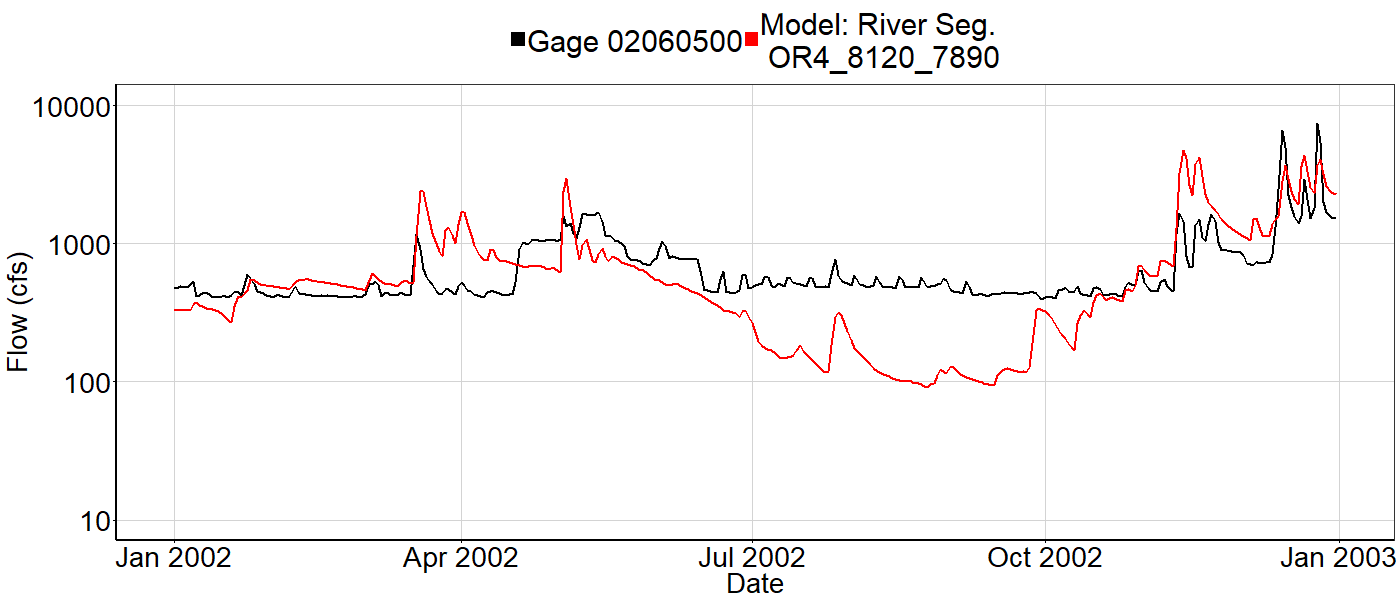 Gage 02060500
Model: River Seg.
OR4_8120_7890
10000
1000
100
10
Flow (cfs)
Jan 2002
Apr 2002
Jul 2002
Oct 2002
Jan 2003
Date